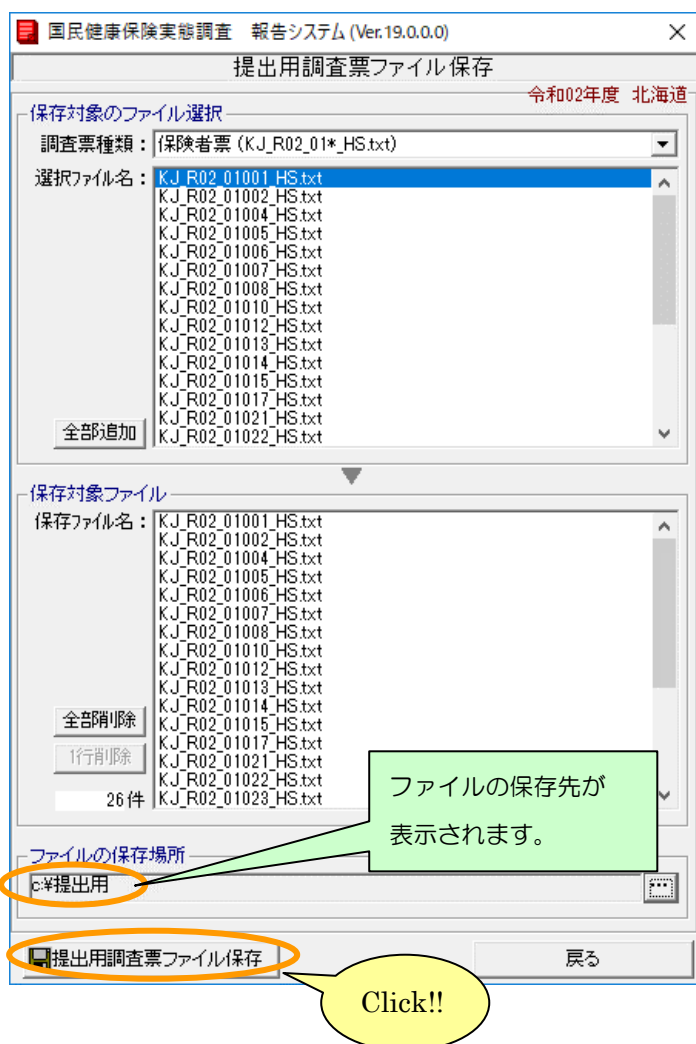 国民健康保険実態調査 報告システム (Ver.19.0.0.0)
提出用調査票ファイル保存
令和02年度 北海道
保存対象のファイル選択
調査票種類： 保険者票 (KJ_R02_01*_HS.txt)
選択ファイル名： KJ_R02_01001_HS.txt
KJ_R02_01002_HS.txt
KJ_R02_01004_HS.txt
KJ_R02_01005_HS.txt
KJ_R02_01006_HS.txt
KJ_R02_01007_HS.txt
KJ_R02_01008_HS.txt
KJ_R02_01010_HS.txt
KJ_R02_01012_HS.txt
KJ_R02_01013_HS.txt
KJ_R02_01014_HS.txt
KJ_R02_01015_HS.txt
KJ_R02_01017_HS.txt
KJ_R02_01021_HS.txt
全部追加 KJ_R02_01022_HS.txt
保存対象ファイル
保存ファイル名： KJ_R02_01001_HS.txt
KJ_R02_01002_HS.txt
KJ_R02_01004_HS.txt
KJ_R02_01005_HS.txt
KJ_R02_01006_HS.txt
KJ_R02_01007_HS.txt
KJ_R02_01008_HS.txt
KJ_R02_01010_HS.txt
KJ_R02_01012_HS.txt
KJ_R02_01013_HS.txt
全部削除 KJ_R02_01014_HS.txt
KJ_R02_01015_HS.txt
1行削除 KJ_R02_01017_HS.txt
KJ_R02_01021_HS.txt
KJ_R02_01022_HS.txt
26件 KJ_R02_01023_HS.txt
ファイルの保存先が
表示されます。
ファイルの保存場所
c:¥提出用
提出用調査票ファイル保存 戻る
Click!!